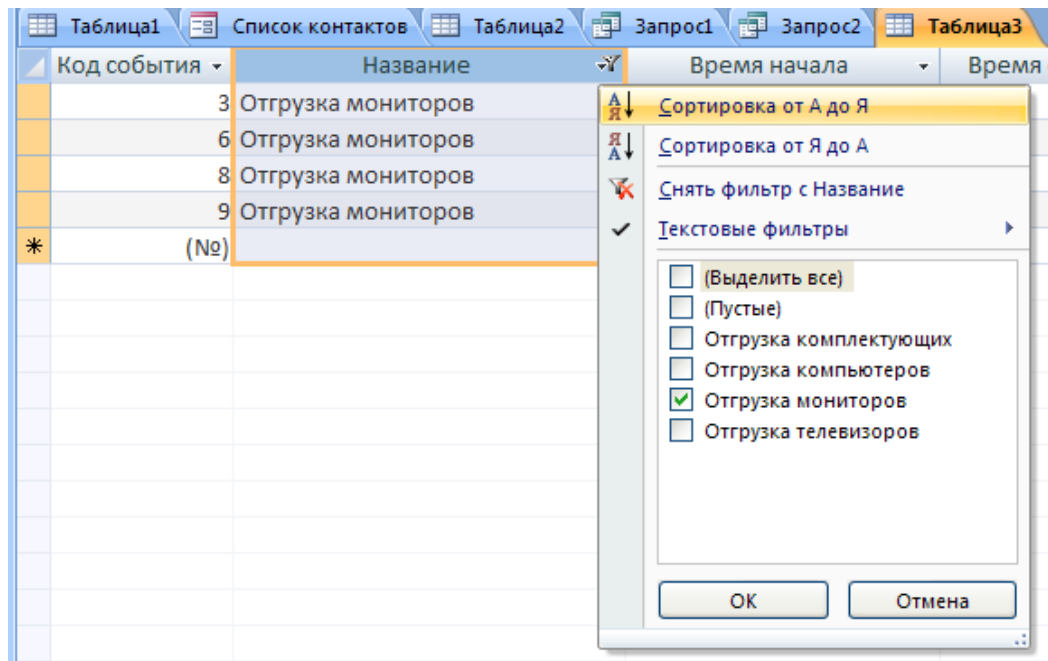 Таблица1 Список контактов Таблица2 Запрос1 Запрос2 Таблица3
Код события Название Время начала Время
3 Отгрузка мониторов
6 Отгрузка мониторов
8 Отгрузка мониторов
9 Отгрузка мониторов
(№)
А Я Сортировка от А до Я
Я А Сортировка от Я до А
Снять фильтр с Название
Текстовые фильтры
(Выделить все)
(Пустые)
Отгрузка комплектующих
Отгрузка компьютеров
Отгрузка мониторов
Отгрузка телевизоров
ОК Отмена